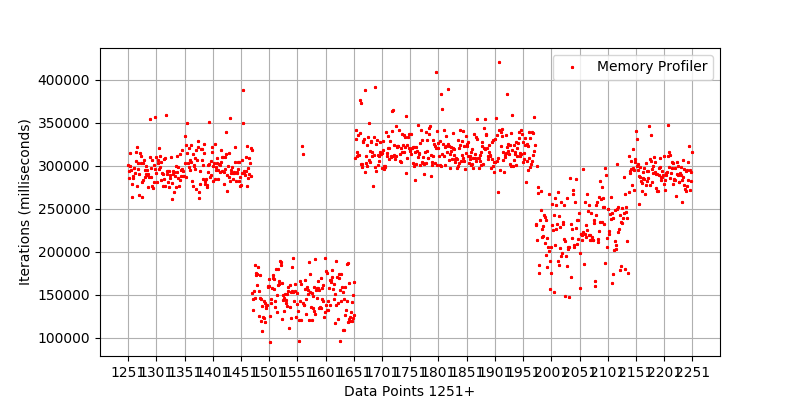 Memory Profiler
400000
350000
300000
250000
200000
150000
100000
Iterations (milliseconds)
1251 1301 1351 1401 1451 1501 1551 1601 1651 1701 1751 1801 1851 1901 1951 2001 2051 2101 2151 2201 2251
Data Points 1251+